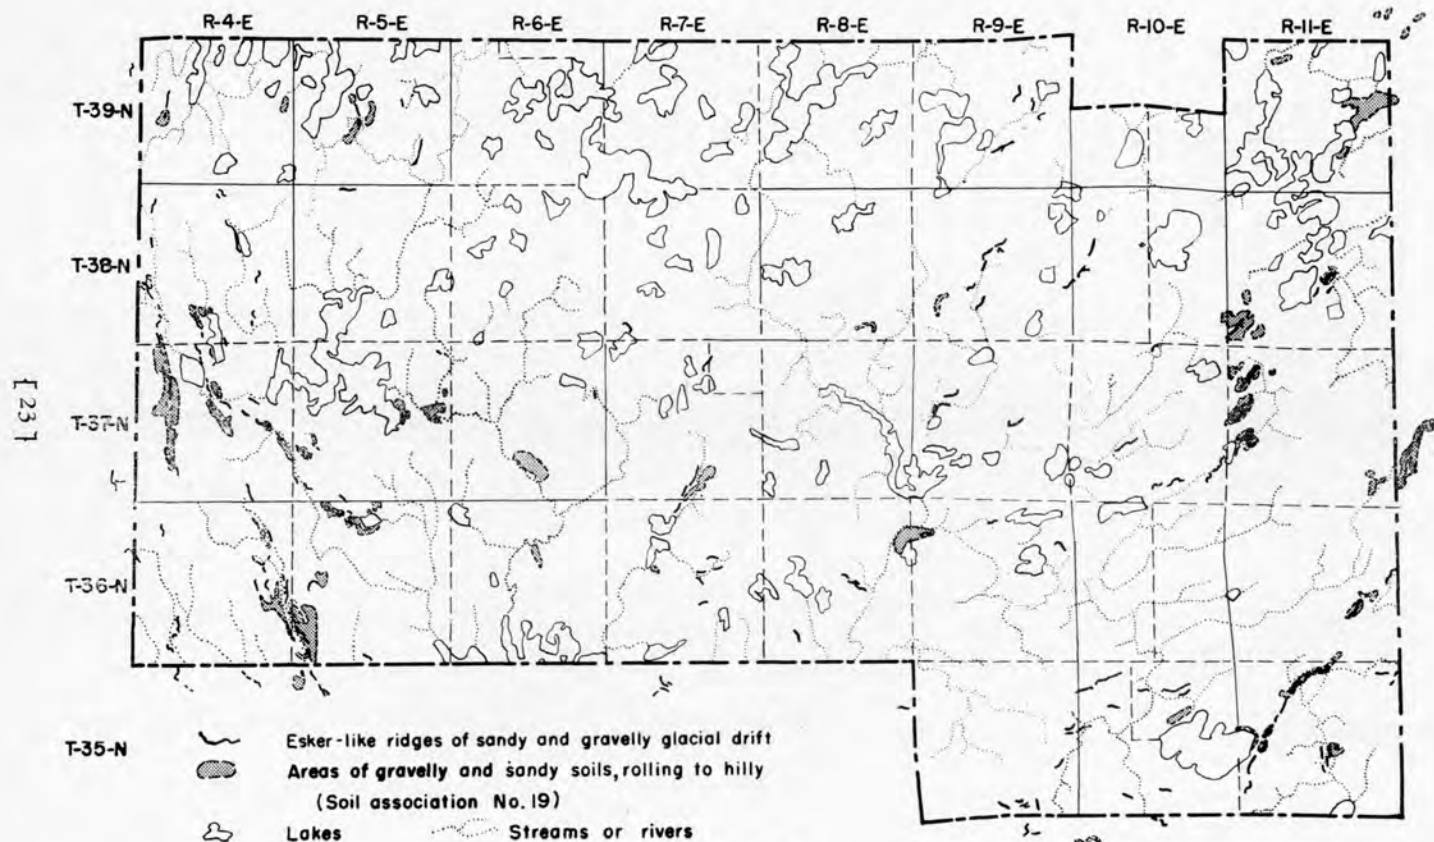 R-4-E R-5-E R-6-E R-7-E R-8-E R-9-E R-10-E R-11-E
T-39-N
T-38-N
[23]
T-37-N
T-36-N
T-35-N
Esker-like ridges of sandy and gravelly glacial drift
Areas of gravelly and sandy soils, rolling to hilly
(Soil association No. 19)
Lakes Streams or rivers